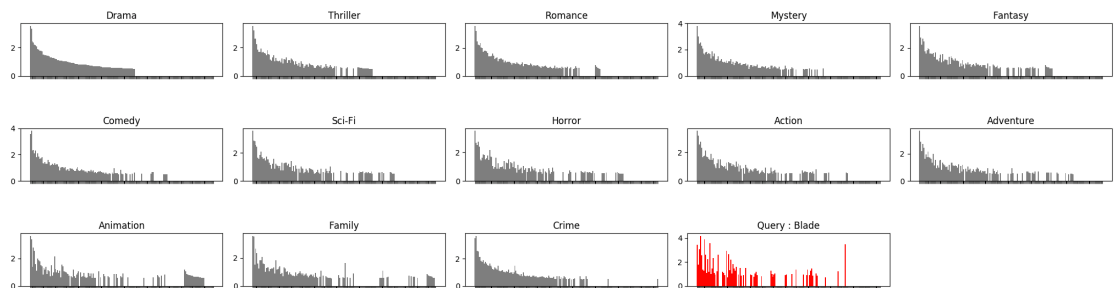 Drama Thriller Romance Mystery Fantasy
4
2 2 2 2 2
0 0 0 0 0
Comedy Sci-Fi Horror Action Adventure
4
2 2 2 2 2
0 0 0 0 0
Animation Family Crime Query : Blade
4
2 2 2 2
0 0 0 0